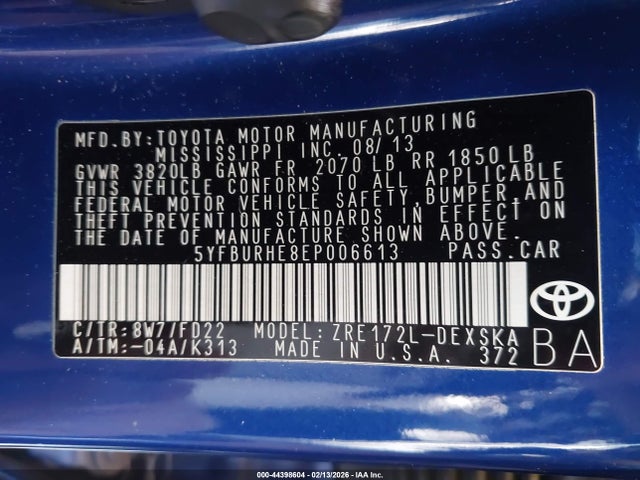 MFD.BY:TOYOTA MOTOR MANUFACTURING
MISSISSIPPI INC 08/13
GVWR 3820LB GAWR FR 2070LB RR 1850LB
THIS VEHICLE CONFORMS TO ALL APPLICABLE
FEDERAL MOTOR VEHICLE SAFETY,BUMPER,AND
THEFT PREVENTION STANDARDS IN EFFECT ON
THE DATE OF MANUFACTURE SHOWN ABOVE.
5YFBURHE8EP006613 PASS.CAR
C/TR:8W7/FD22 MODEL:ZRE172L-DEXSKA
A/TM:-04A/K313 MADE IN U.S.A. 372
BA
000-44398604 - 02/13/2026 - IAA Inc.